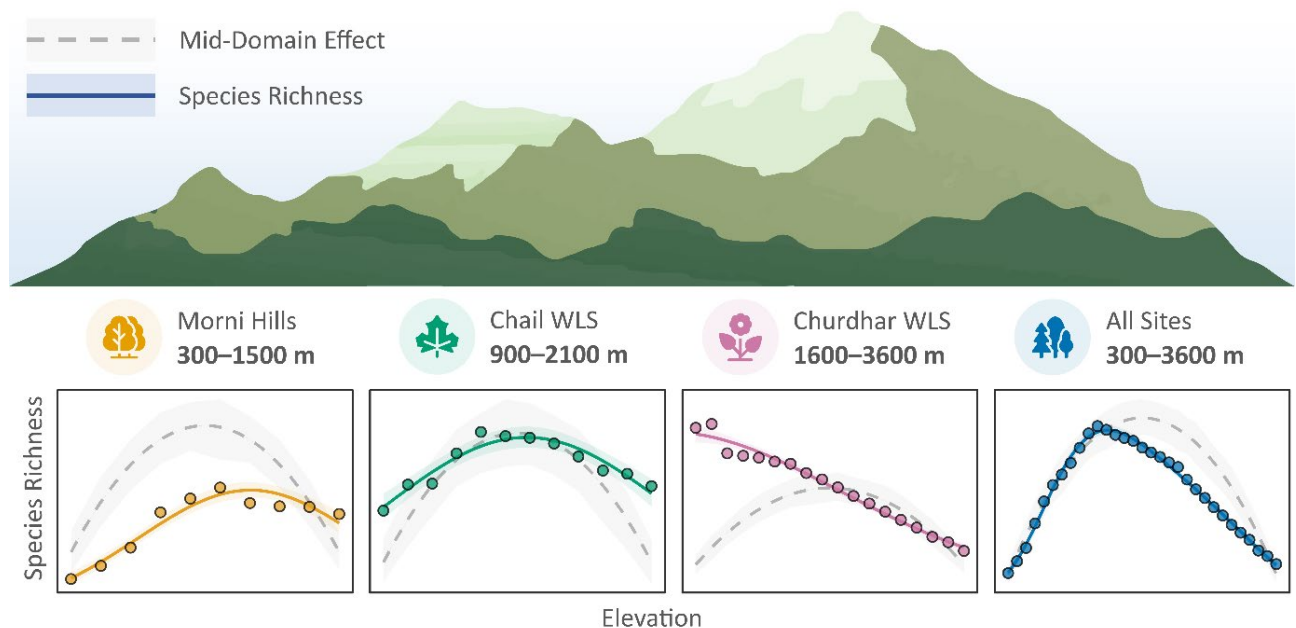 Mid-Domain Effect
Species Richness
Morni Hills
300–1500 m
Chail WLS
900–2100 m
Churdhar WLS
1600–3600 m
All Sites
300–3600 m
Species Richness
Elevation